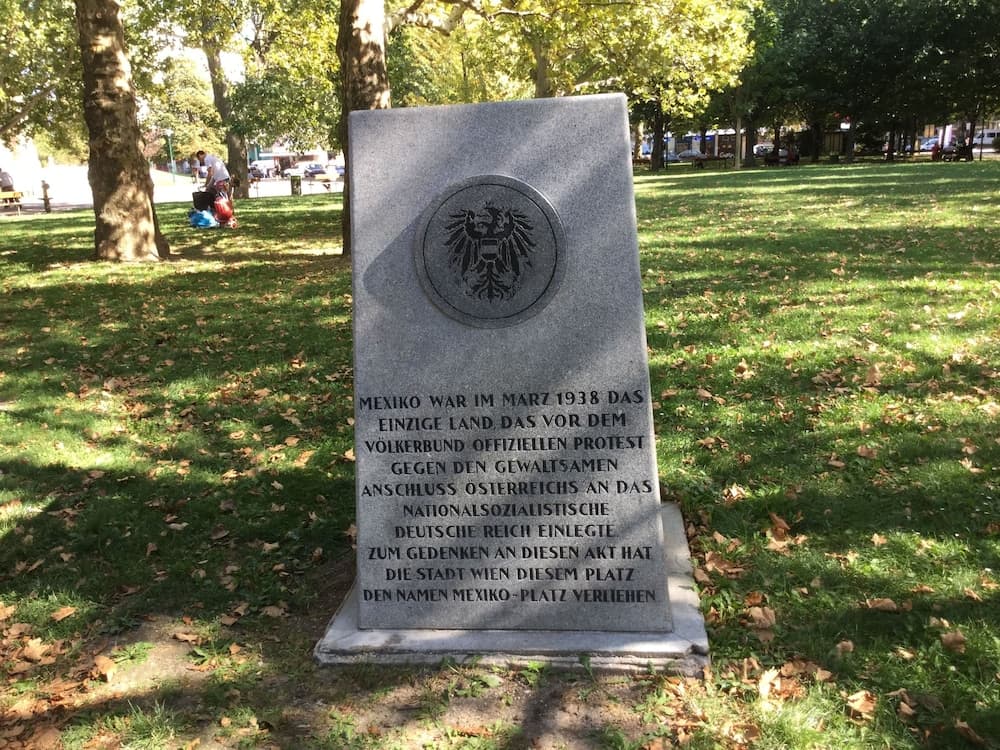 MEXIKO WAR IM MÄRZ 1938 DAS
EINZIGE LAND, DAS VOR DEM
VÖLKERBUND OFFIZIELLEN PROTEST
GEGEN DEN GEWALTSAMEN
ANSCHLUSS ÖSTERREICHS AN DAS
NATIONALSOZIALISTISCHE
DEUTSCHE REICH EINLEGTE.
ZUM GEDENKEN AN DIESEN AKT HAT
DIE STADT WIEN DIESEM PLATZ
DEN NAMEN MEXIKO-PLATZ VERLIEHEN